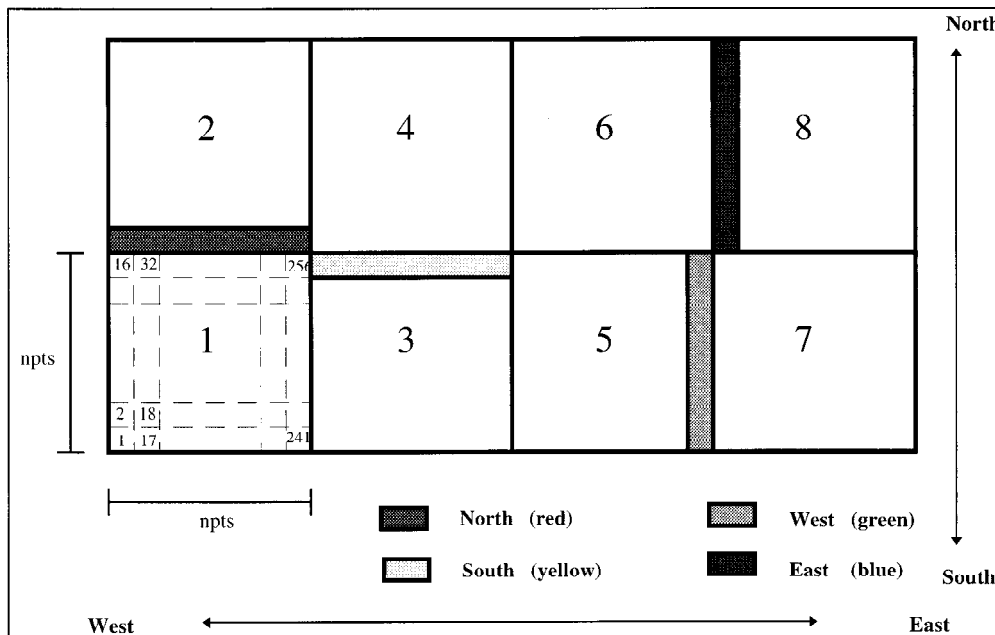 North
2 4 6 8
16 32 256
1 3 5 7
npts
2 18
1 17 241
npts
North (red) West (green)
South (yellow) East (blue)
South
West East